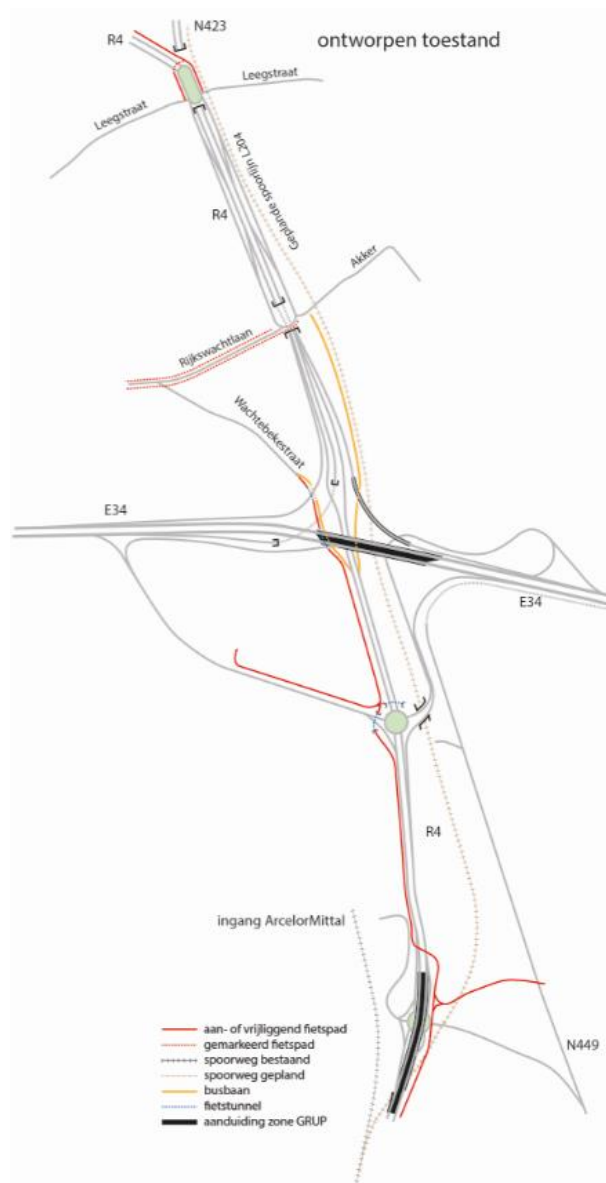 N423
R4
ontworpen toestand
Leegstraat
Leegstraat
Geplande spoorlijn L204
R4
Akker
Rijkswachtlaan
Wachtebekestraat
E34
E34
R4
ingang ArcelorMittal
N449
aan- of vrijliggend fietspad
gemarkeerd fietspad
spoorweg bestaand
spoorweg gepland
busbaan
fietstunnel
aanduiding zone GRUP